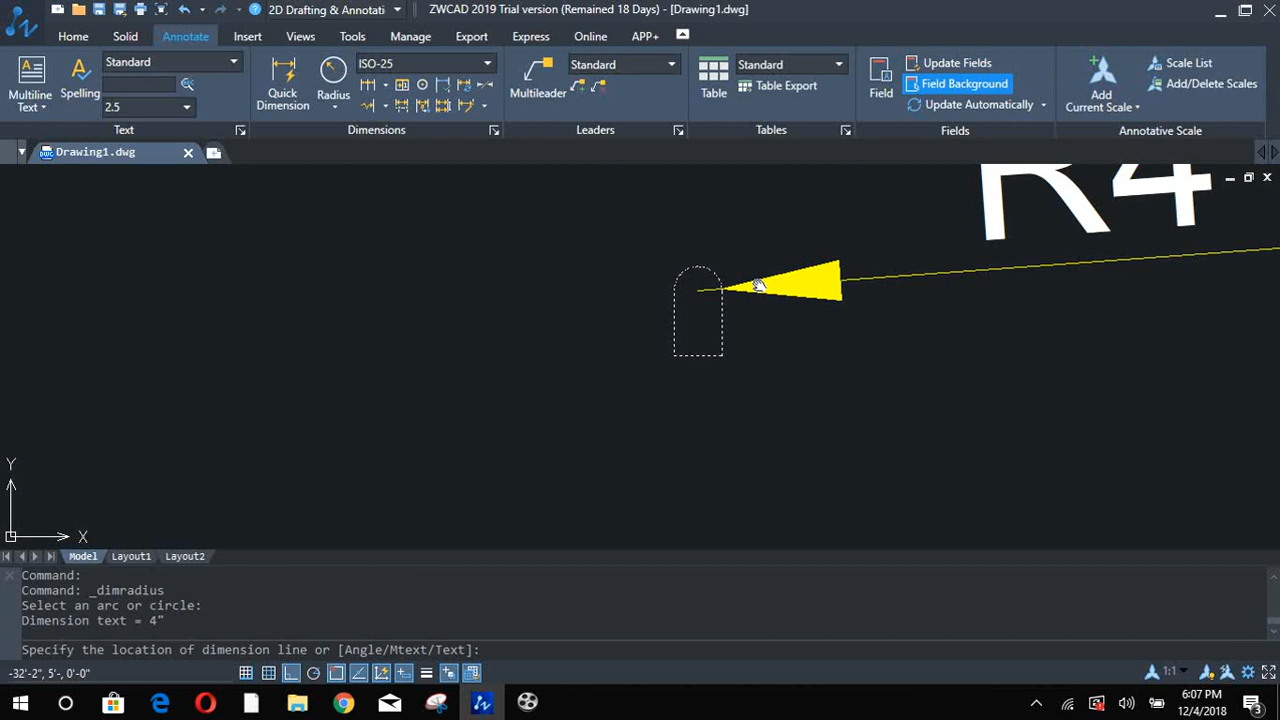 2D Drafting & Annotati
ZWCAD 2019 Trial version (Remained 18 Days) - [Drawing1.dwg]
Home Solid Annotate Insert Views Tools Manage Export Express Online APP+
Multiline Text
Spelling
Standard
2.5
Text
Quick Dimension
Radius
ISO-25
Dimensions
Multileader
Standard
Leaders
Table
Standard
Table Export
Tables
Field
Update Fields
Field Background
Update Automatically
Fields
Add Current Scale
Scale List
Add/Delete Scales
Annotative Scale
Drawing1.dwg
R4
Y
X
Model Layout1 Layout2
Command:
Command: _dimradius
Select an arc or circle:
Dimension text = 4"
Specify the location of dimension line or [Angle/Mtext/Text]:
-32'-2", 5'-, 0'-0"
1:1
6:07 PM
12/4/2018
3